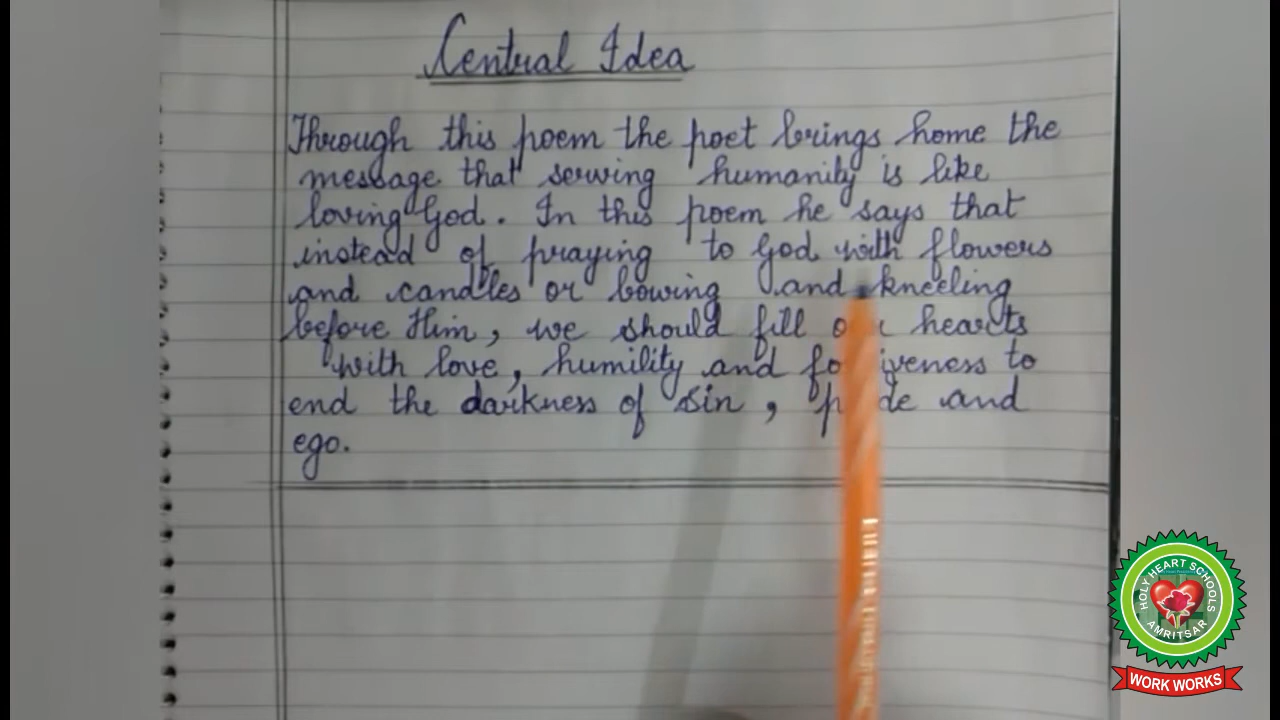 Central Idea
Through this poem the poet brings home the
message that serving humanity is like
loving God. In this poem he says that
instead of praying to God with flowers
and candles or bowing and kneeling
before Him, we should fill our hearts
with love, humility and forgiveness to
end the darkness of sin, pride and
ego.
HOLY HEART SCHOOLS
AMRITSAR
WORK WORKS